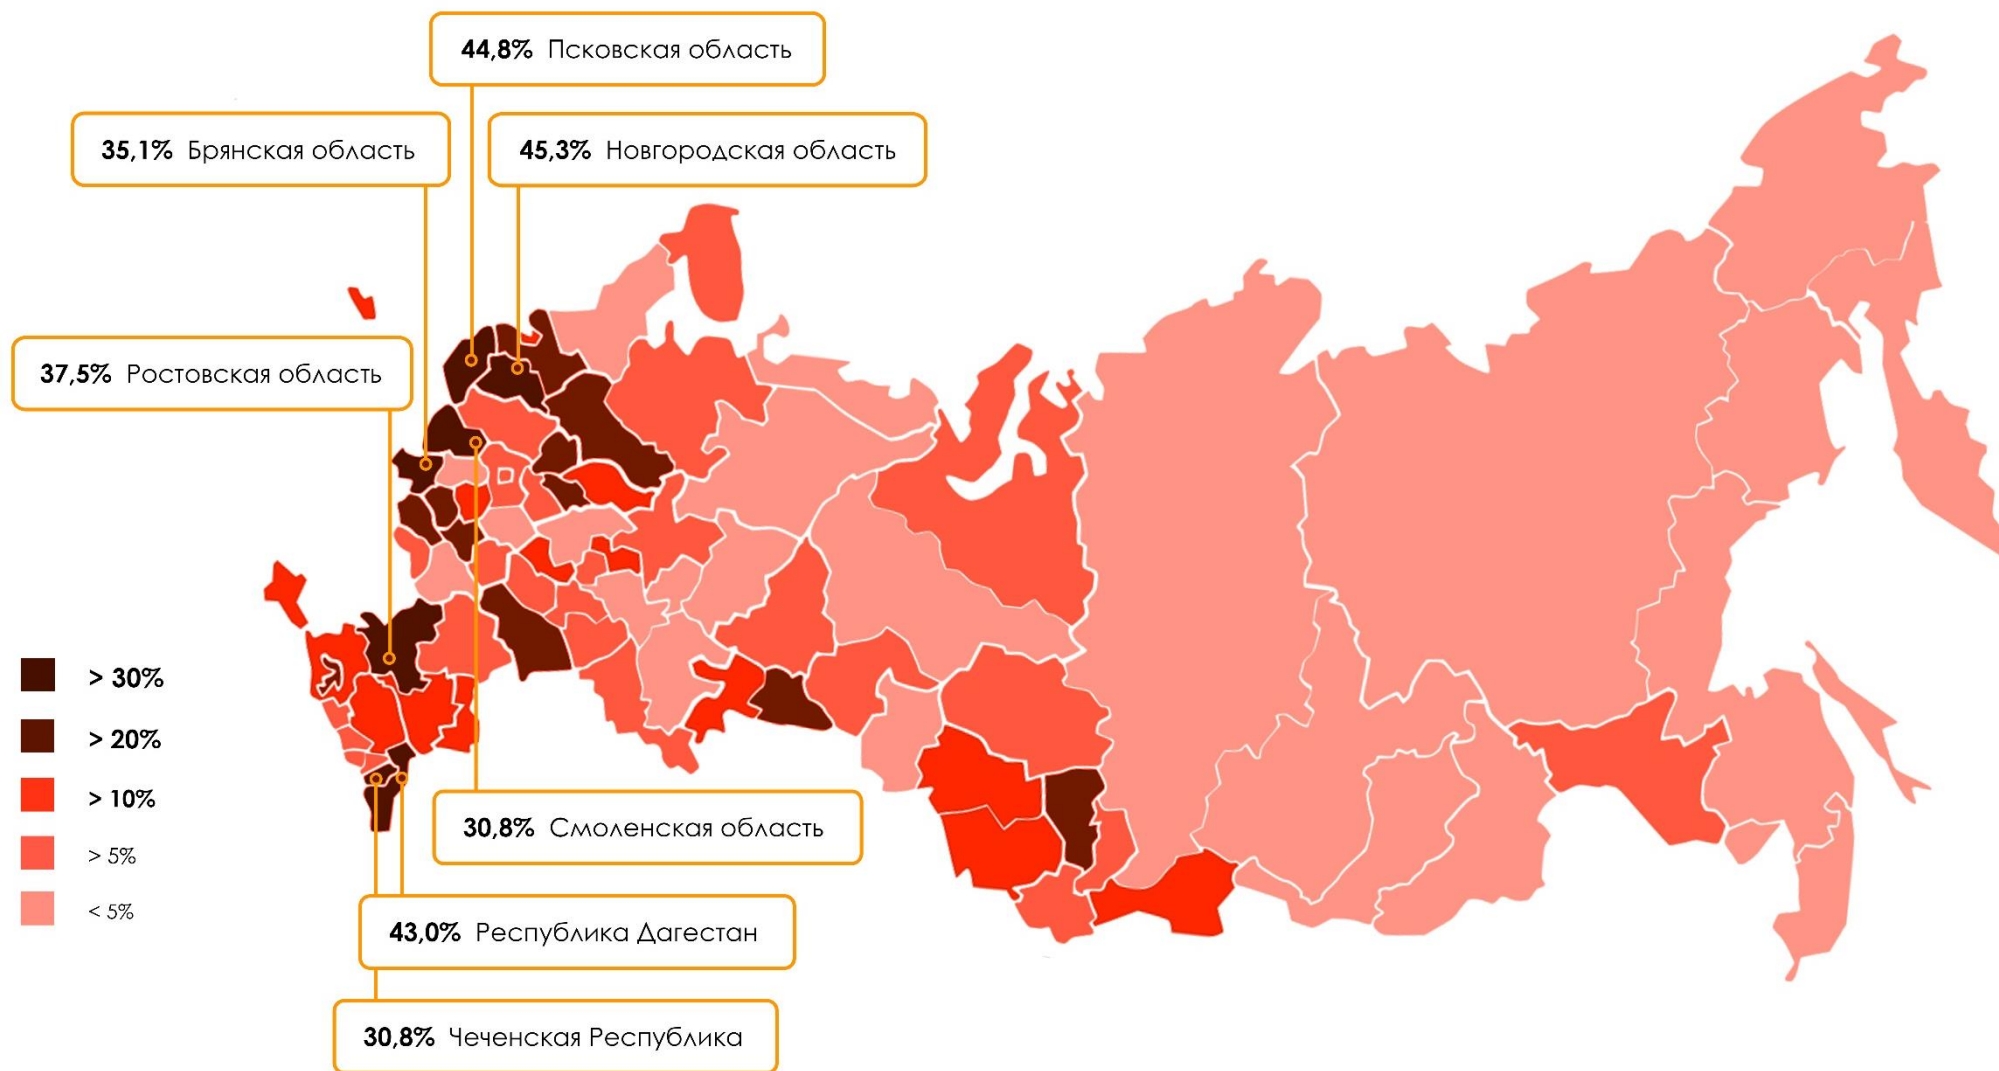 44,8% Псковская область
35,1% Брянская область
45,3% Новгородская область
37,5% Ростовская область
> 30%
> 20%
> 10%
> 5%
< 5%
30,8% Смоленская область
43,0% Республика Дагестан
30,8% Чеченская Республика